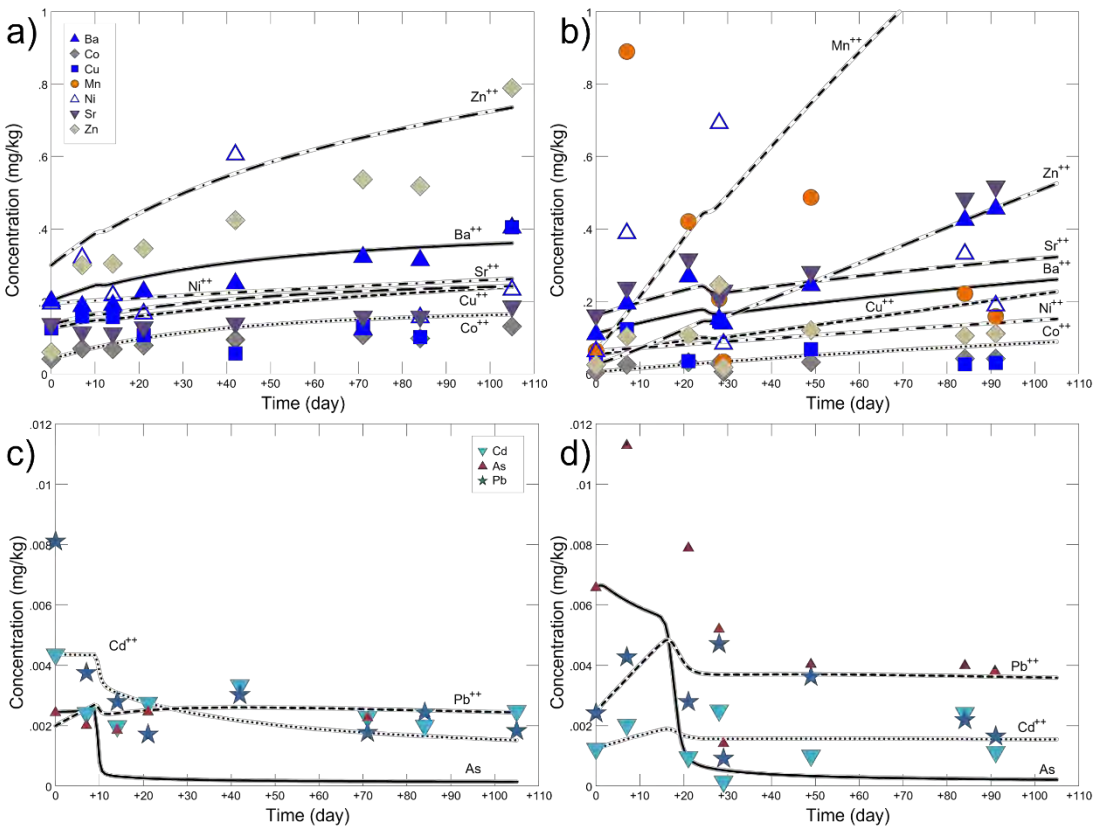 a)
Ba
Co
Cu
Mn
Ni
Sr
Zn
Zn++
Ba++
Ni++
Sr++
Cu++
Co++
1
.8
.6
.4
.2
0
Concentration (mg/kg)
0 +10 +20 +30 +40 +50 +60 +70 +80 +90 +100 +110
Time (day)
b)
Mn++
Zn++
Sr++
Ba++
Cu++
Ni++
Co++
1
.8
.6
.4
.2
0
Concentration (mg/kg)
0 +10 +20 +30 +40 +50 +60 +70 +80 +90 +100 +110
Time (day)
c)
Cd
As
Pb
Cd++
Pb++
As
.012
.01
.008
.006
.004
.002
0
Concentration (mg/kg)
0 +10 +20 +30 +40 +50 +60 +70 +80 +90 +100 +110
Time (day)
d)
Pb++
Cd++
As
.012
.01
.008
.006
.004
.002
0
Concentration (mg/kg)
0 +10 +20 +30 +40 +50 +60 +70 +80 +90 +100 +110
Time (day)